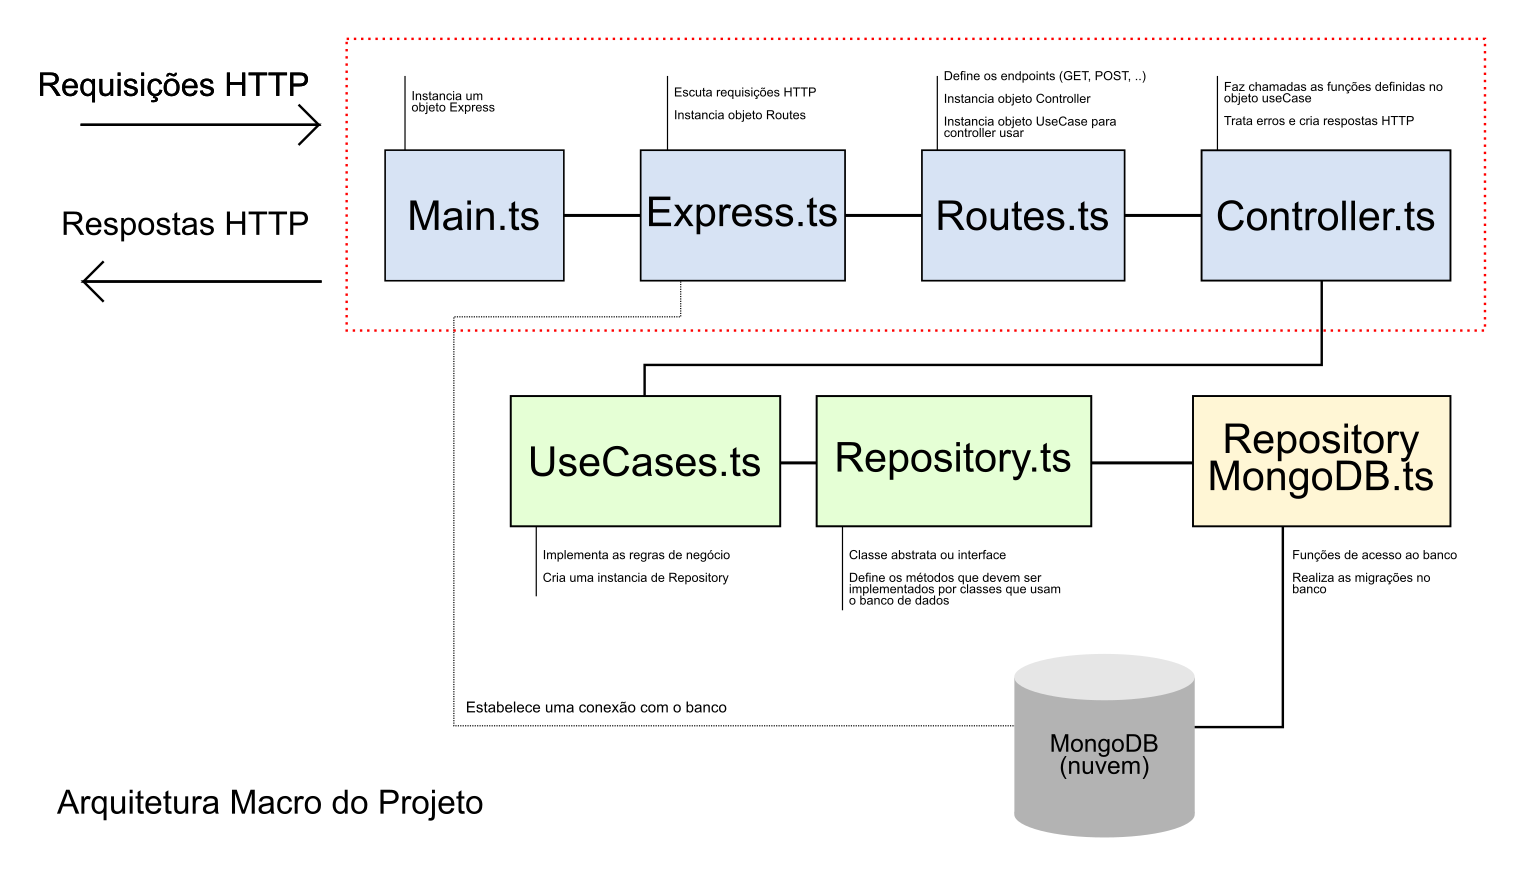 Requisições HTTP
Respostas HTTP
Instancia um
objeto Express
Main.ts
Escuta requisições HTTP
Instancia objeto Routes
Express.ts
Define os endpoints (GET, POST, ..)
Instancia objeto Controller
Instancia objeto UseCase para
controller usar
Routes.ts
Faz chamadas as funções definidas no
objeto useCase
Trata erros e cria respostas HTTP
Controller.ts
UseCases.ts
Implementa as regras de negócio
Cria uma instancia de Repository
Repository.ts
Classe abstrata ou interface
Define os métodos que devem ser
implementados por classes que usam
o banco de dados
Repository
MongoDB.ts
Funções de acesso ao banco
Realiza as migrações no
banco
Estabelece uma conexão com o banco
MongoDB
(nuvem)
Arquitetura Macro do Projeto